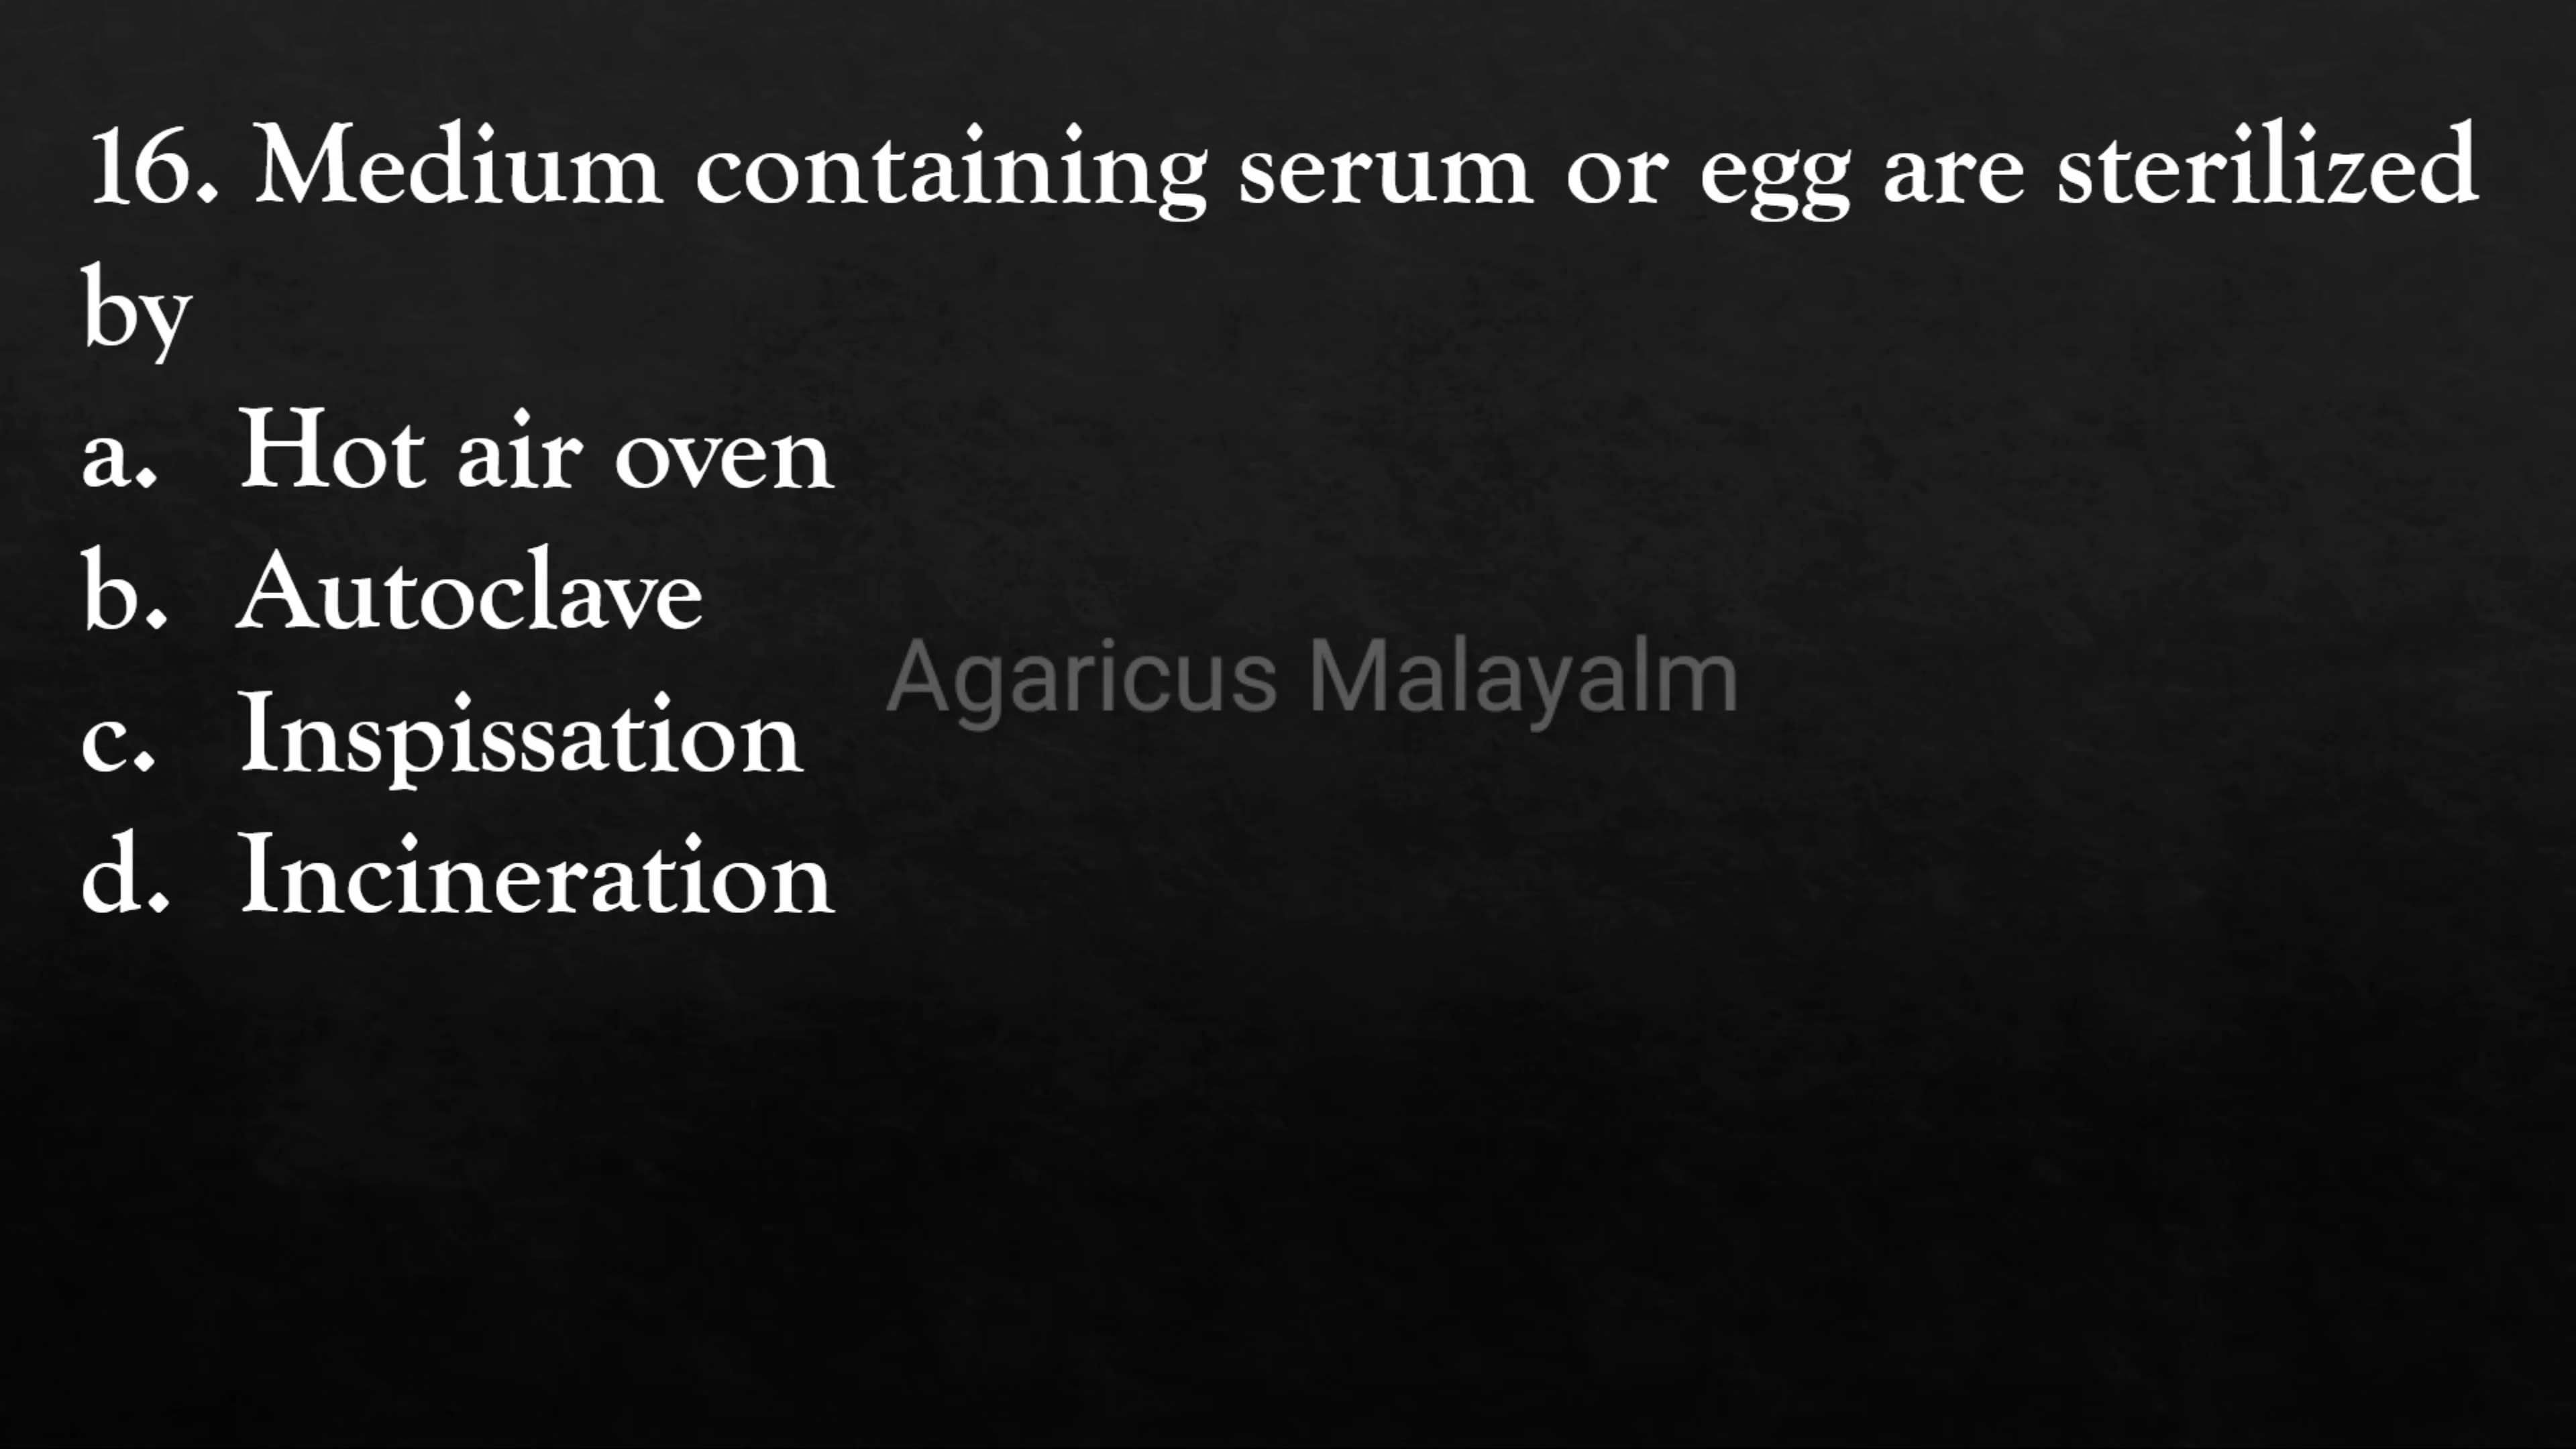 16. Medium containing serum or egg are sterilized
by
a. Hot air oven
b. Autoclave
Agaricus Malayalm
c. Inspissation
d. Incineration